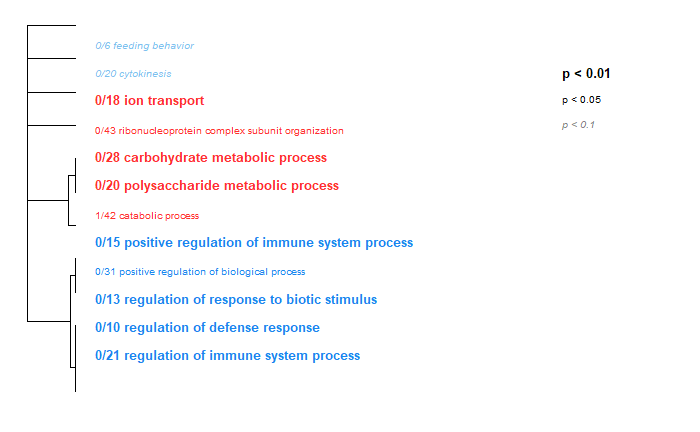 0/6 feeding behavior
0/20 cytokinesis
p < 0.01
0/18 ion transport
p < 0.05
0/43 ribonucleoprotein complex subunit organization
p < 0.1
0/28 carbohydrate metabolic process
0/20 polysaccharide metabolic process
1/42 catabolic process
0/15 positive regulation of immune system process
0/31 positive regulation of biological process
0/13 regulation of response to biotic stimulus
0/10 regulation of defense response
0/21 regulation of immune system process